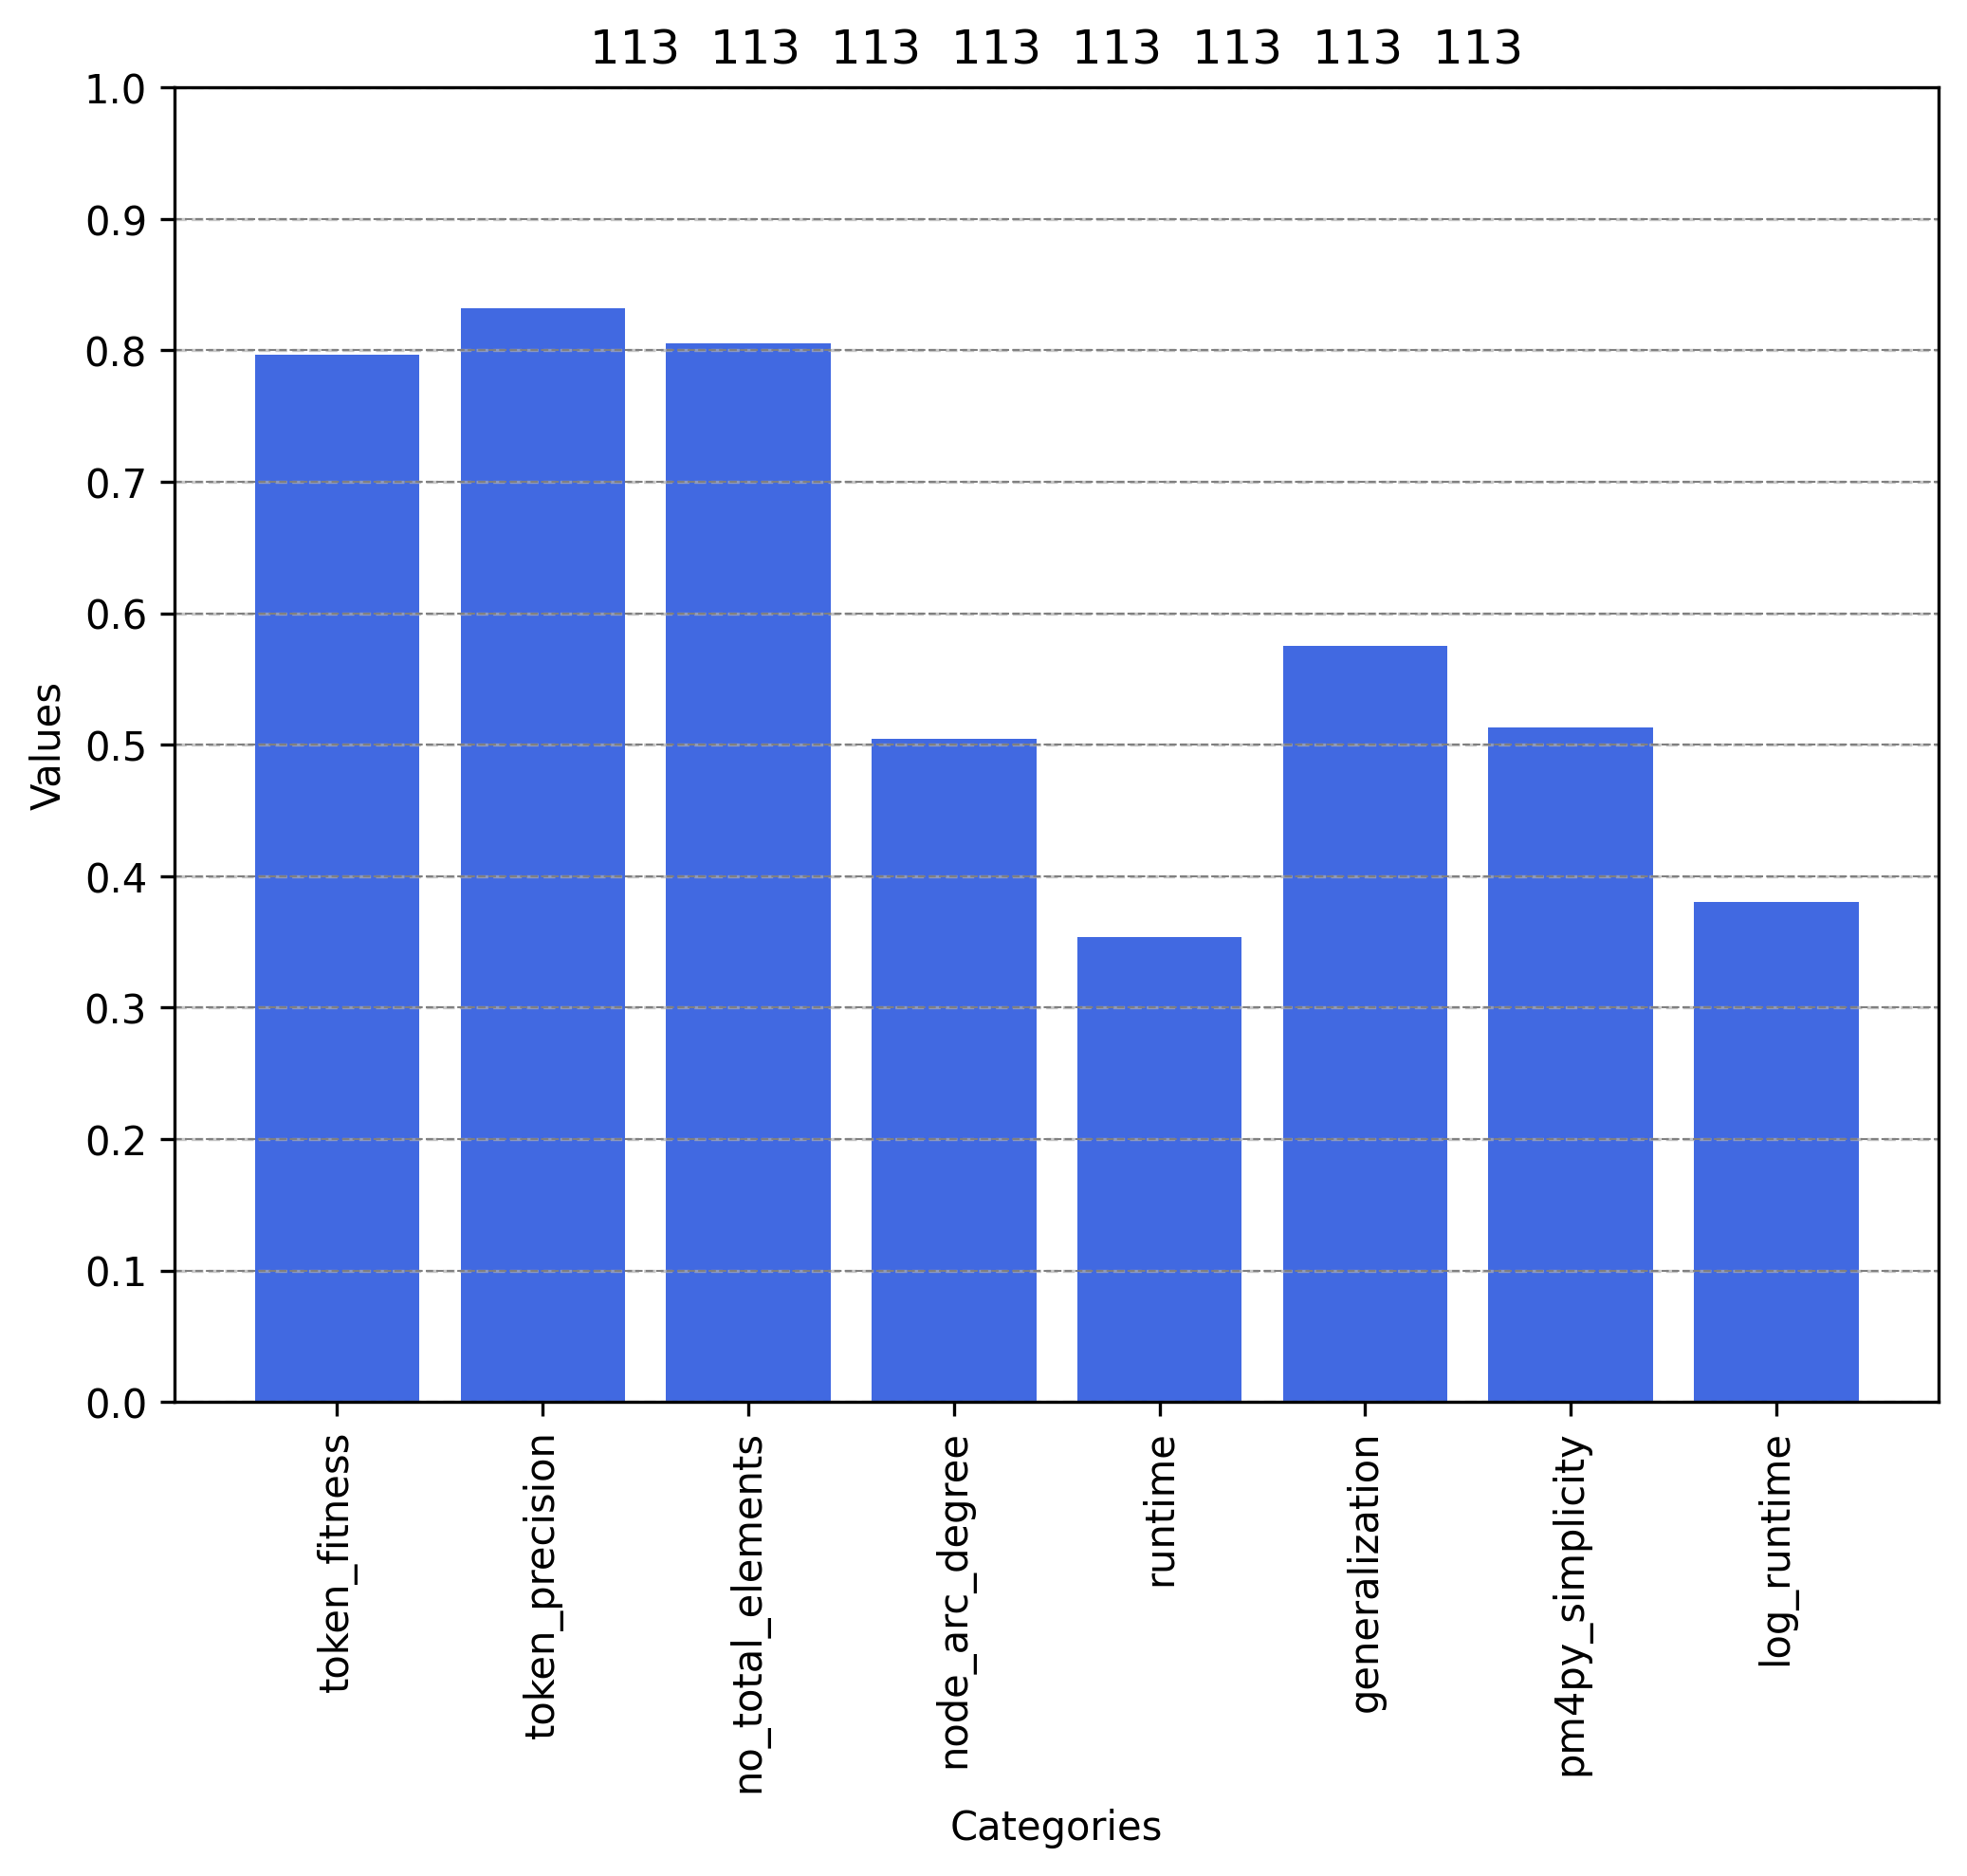 113 113 113 113 113 113 113 113
1.0
0.9
0.8
0.7
0.6
0.5
0.4
0.3
0.2
0.1
0.0
Values
token_fitness
token_precision
no_total_elements
node_arc_degree
runtime
generalization
pm4py_simplicity
log_runtime
Categories